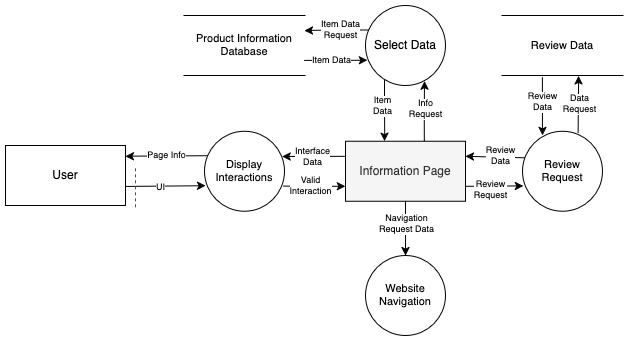 Product Information
Database
Item Data
Request
Item Data
Select Data
Review Data
Item
Data
Info
Request
Review
Data
Data
Request
User
Page Info
UI
Display
Interactions
Interface
Data
Valid
Interaction
Information Page
Review
Data
Review
Request
Review
Request
Navigation
Request Data
Website
Navigation